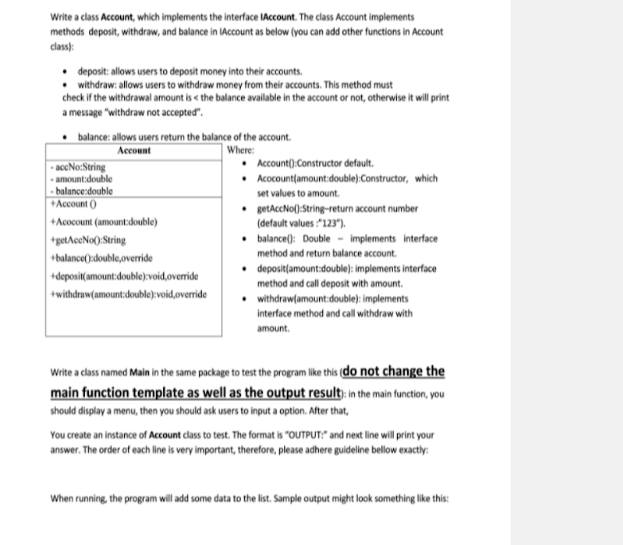 Write a class Account, which implements the interface IAccount. The class Account implements
methods deposit, withdraw, and balance in IAccount as below (you can add other functions in Account
class):
• deposit: allows users to deposit money into their accounts.
• withdraw: allows users to withdraw money from their accounts. This method must
check if the withdrawal amount is < the balance available in the account or not, otherwise it will print
a message "withdraw not accepted".
• balance: allows users return the balance of the account.
Account
- accNo:String
- amount:double
- balance:double
+Account ()
+Acocount (amount:double)
+getAccNo():String
+balance():double,override
+deposit(amount:double):void,override
+withdraw(amount:double):void,override
Where:
• Account():Constructor default.
• Acocount(amount:double):Constructor, which
set values to amount.
• getAccNo():String–return account number
(default values :"123").
• balance(): Double – implements interface
method and return balance account.
• deposit(amount:double): implements interface
method and call deposit with amount.
• withdraw(amount:double): implements
interface method and call withdraw with
amount.
Write a class named Main in the same package to test the program like this (do not change the
main function template as well as the output result): in the main function, you
should display a menu, then you should ask users to input a option. After that,
You create an instance of Account class to test. The format is "OUTPUT:" and next line will print your
answer. The order of each line is very important, therefore, please adhere guideline bellow exactly:
When running, the program will add some data to the list. Sample output might look something like this: